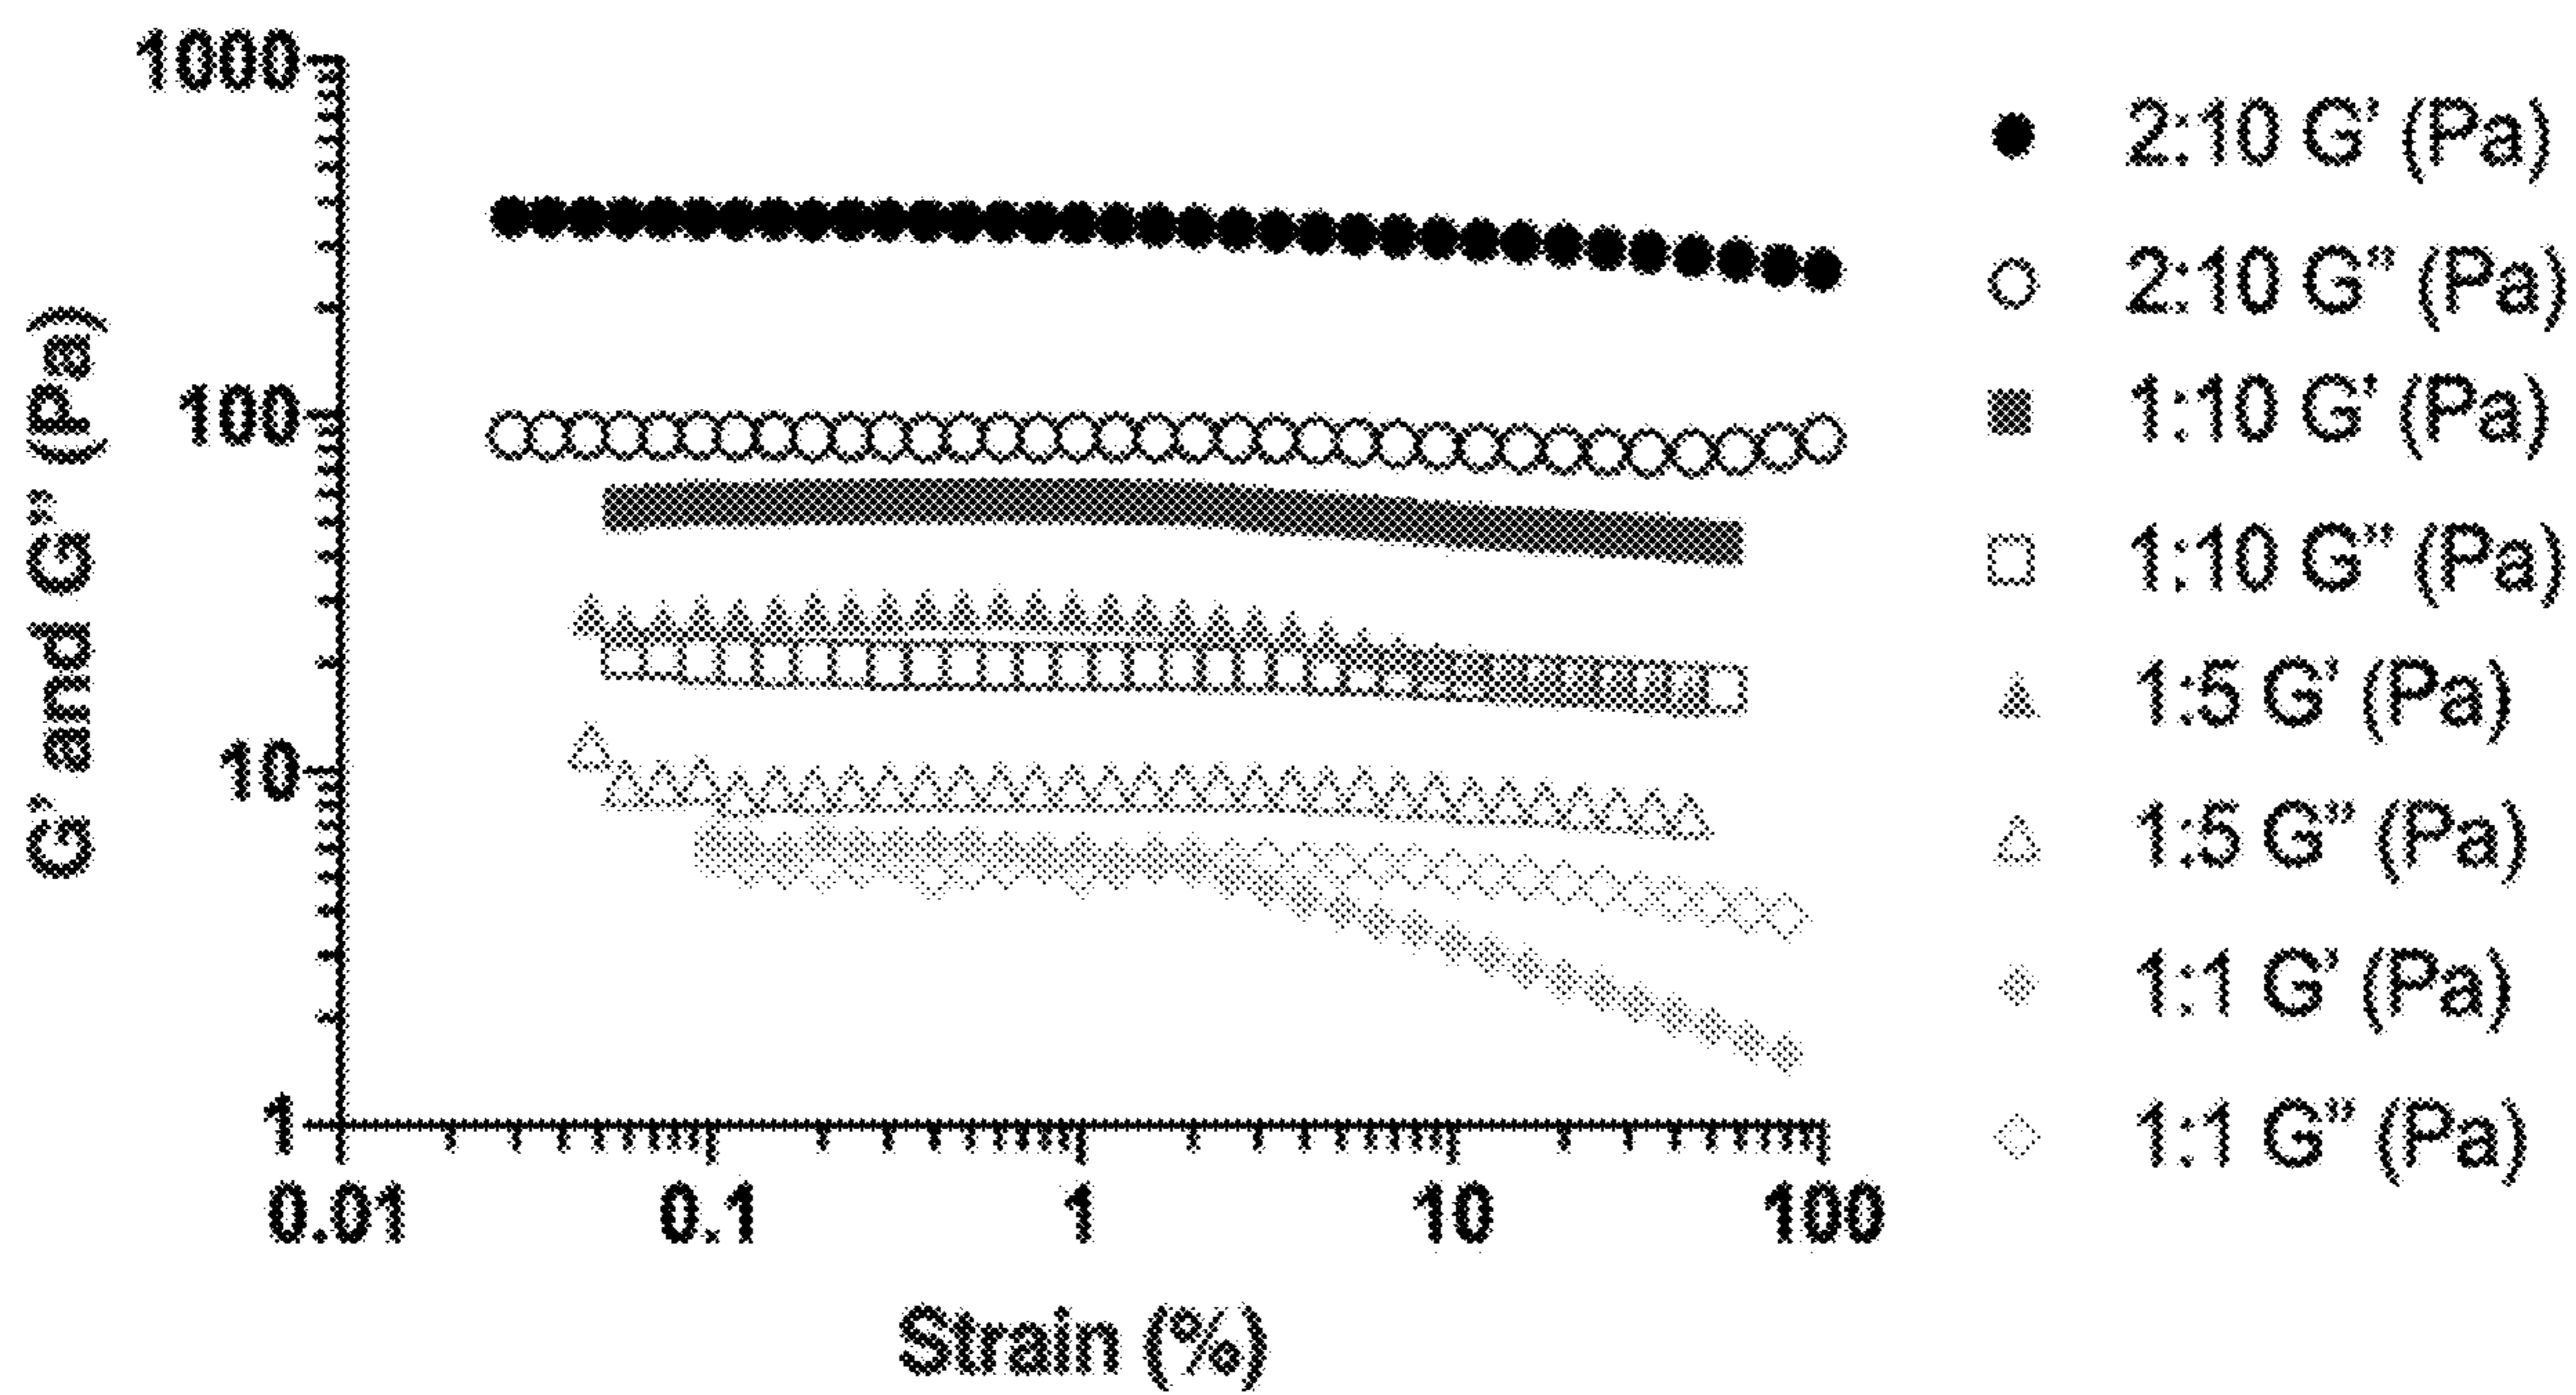 1000
100
10
1
G' and G" (Pa)
0.01 0.1 1 10 100
Strain (%)
2:10 G' (Pa)
2:10 G" (Pa)
1:10 G' (Pa)
1:10 G" (Pa)
1:5 G' (Pa)
1:5 G" (Pa)
1:1 G' (Pa)
1:1 G" (Pa)